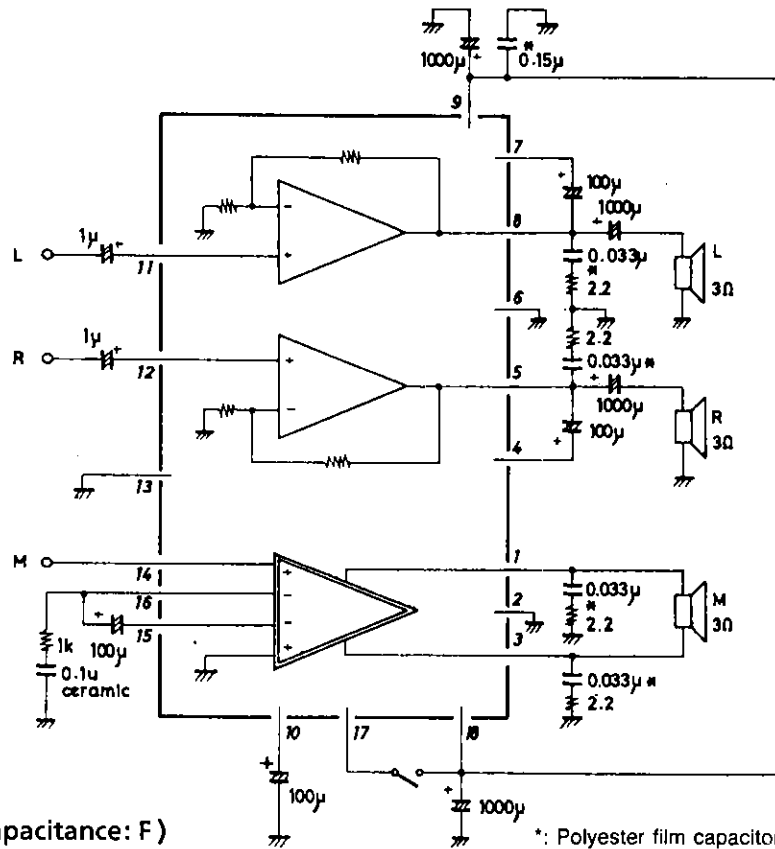 1000μ + + * 0.15μ
9
7
+ 100μ
1000μ
8 +
L 1μ + 11 − +
0.033μ
* 2.2
L 3Ω
6
2.2
R 1μ + 12 + −
5
0.033μ *
+ 1000μ
4
+ 100μ
R 3Ω
13
M 14 + 1
16 − 0.033μ
* 2.2
2
+ 15 −
100μ
3
M 3Ω
1k +
0.1u
ceramic
0.033μ *
2.2
10 17 18
+ 100μ
+ 1000μ
apacitance: F)
*: Polyester film capacitor